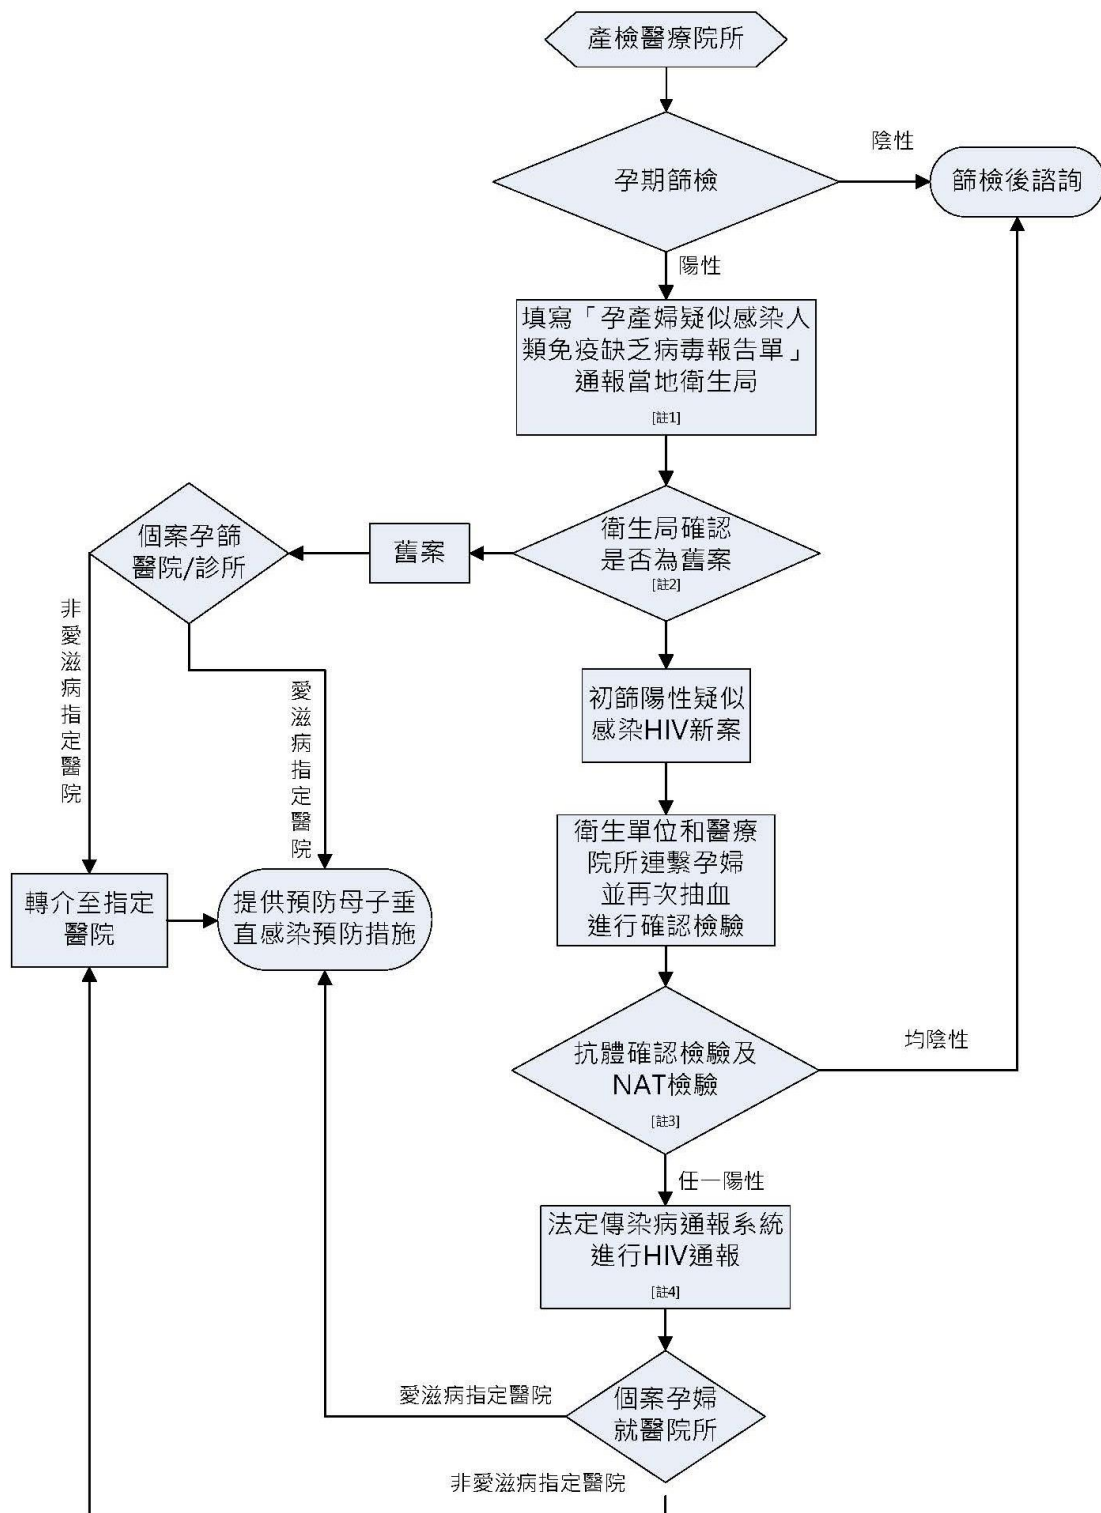 產檢醫療院所
孕期篩檢
陰性
篩檢後諮詢
陽性
填寫「孕產婦疑似感染人
類免疫缺乏病毒報告單」
通報當地衛生局
[註1]
衛生局確認
是否為舊案
[註2]
舊案
個案孕篩
醫院/診所
非愛滋病指定醫院
愛滋病指定醫院
轉介至指定
醫院
提供預防母子垂
直感染預防措施
初篩陽性疑似
感染HIV新案
衛生單位和醫療
院所連繫孕婦
並再次抽血
進行確認檢驗
抗體確認檢驗及
NAT檢驗
[註3]
均陰性
任一陽性
法定傳染病通報系統
進行HIV通報
[註4]
個案孕婦
就醫院所
愛滋病指定醫院
非愛滋病指定醫院